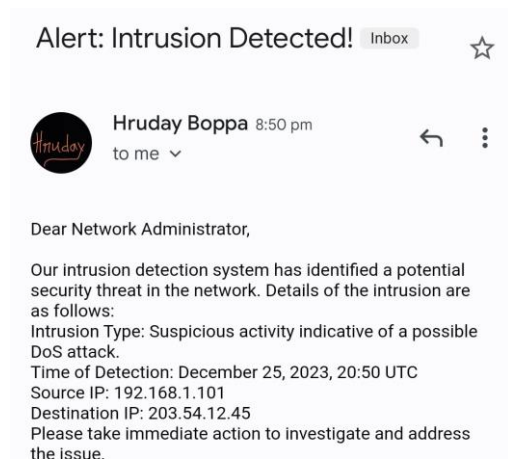 Alert: Intrusion Detected! Inbox
Hruday
Hruday Boppa 8:50 pm
to me
Dear Network Administrator,
Our intrusion detection system has identified a potential
security threat in the network. Details of the intrusion are
as follows:
Intrusion Type: Suspicious activity indicative of a possible
DoS attack.
Time of Detection: December 25, 2023, 20:50 UTC
Source IP: 192.168.1.101
Destination IP: 203.54.12.45
Please take immediate action to investigate and address
the issue.